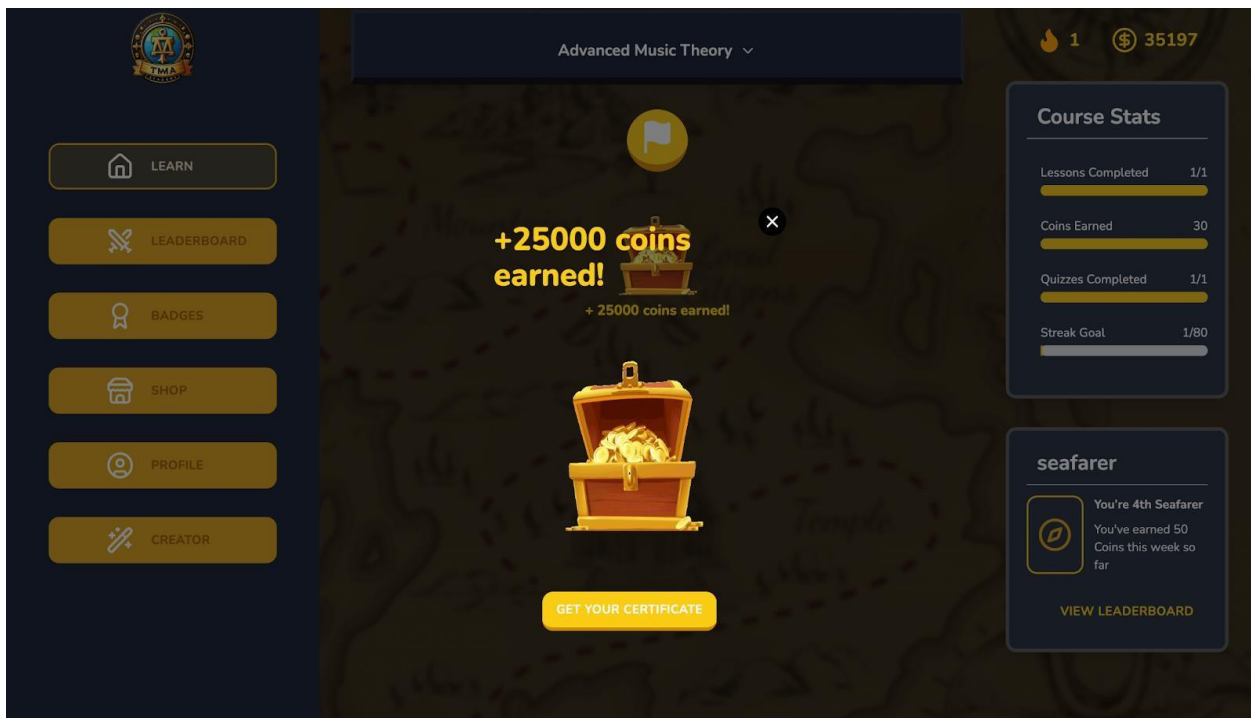 TMA
Advanced Music Theory
1
35197
LEARN
LEADERBOARD
BADGES
SHOP
PROFILE
CREATOR
+25000 coins
earned!
+ 25000 coins earned!
GET YOUR CERTIFICATE
Temple
Course Stats
Lessons Completed 1/1
Coins Earned 30
Quizzes Completed 1/1
Streak Goal 1/80
seafarer
You're 4th Seafarer
You've earned 50
Coins this week so
far
VIEW LEADERBOARD